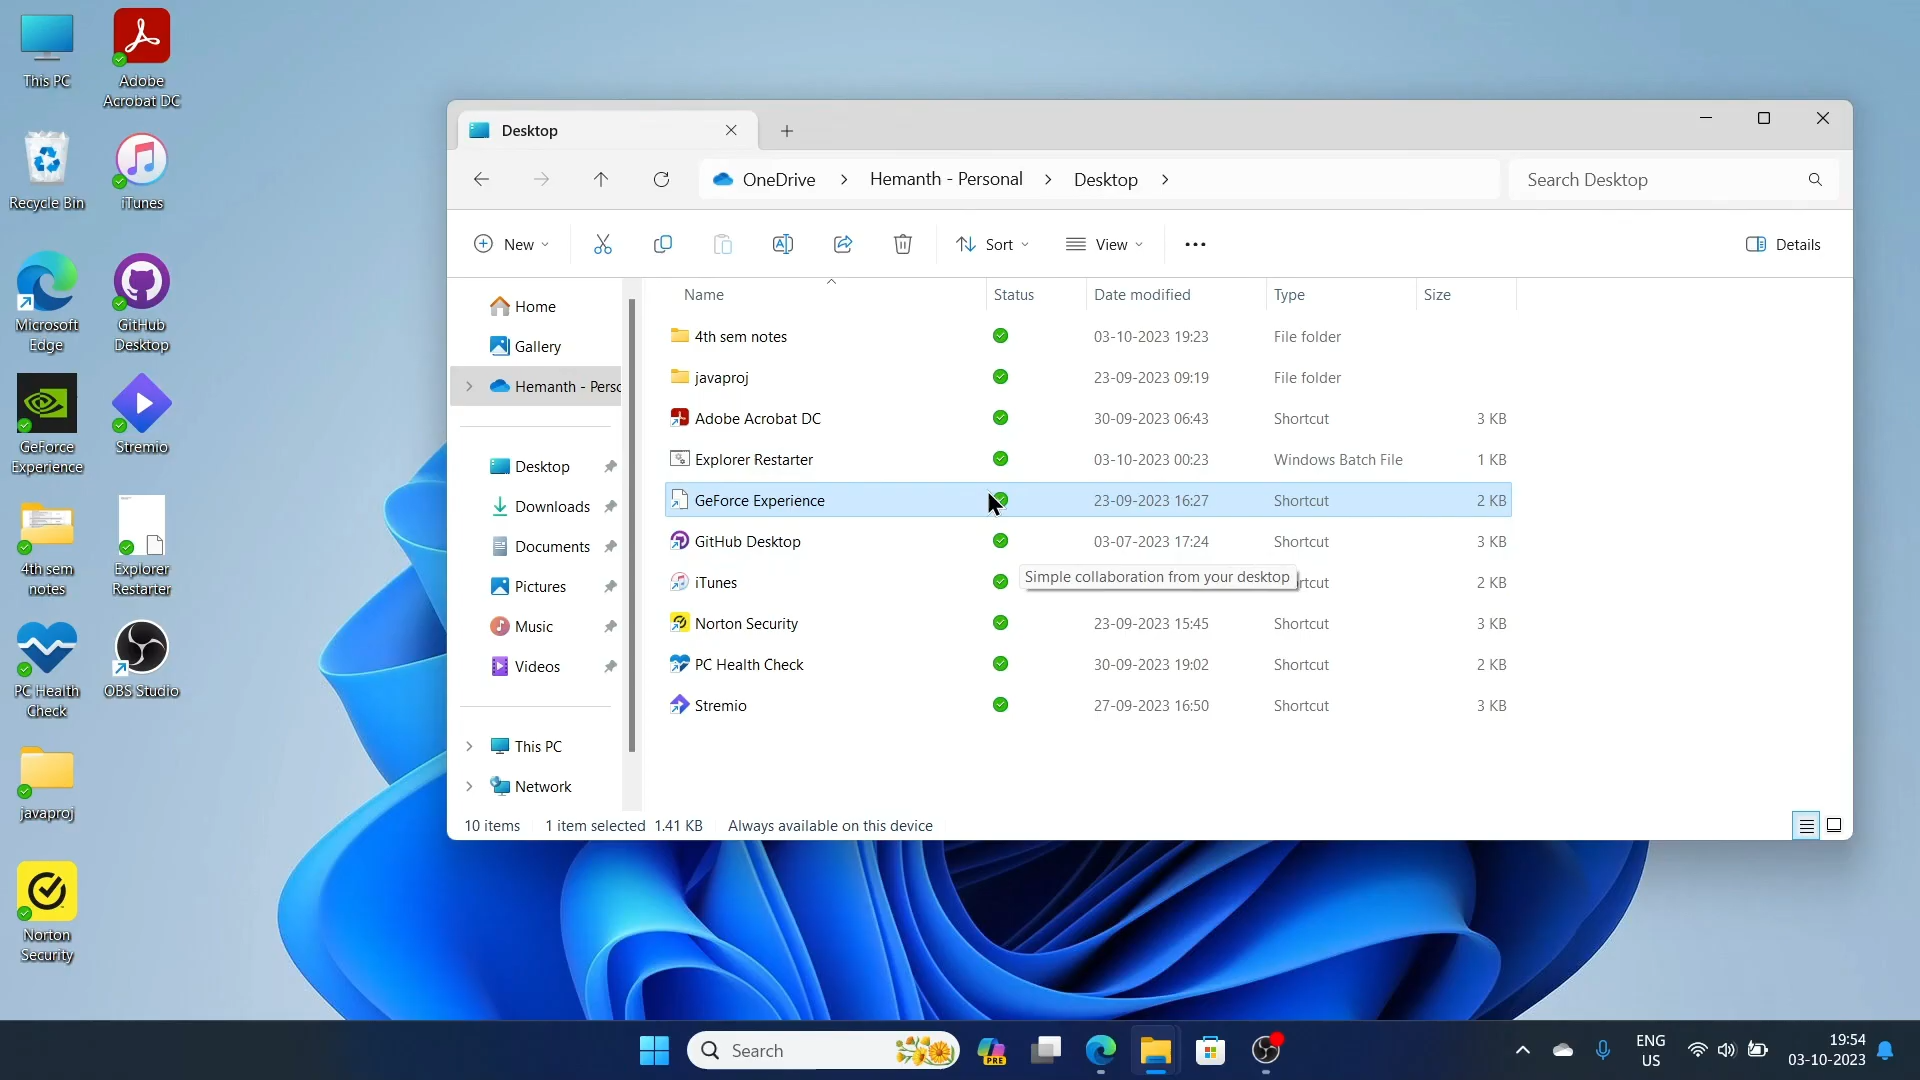 This PC
Adobe
Acrobat DC
Recycle Bin
iTunes
Microsoft
Edge
GitHub
Desktop
GeForce
Experience
Stremio
4th sem
notes
Explorer
Restarter
PC Health
Check
OBS Studio
javaproj
Norton
Security
Desktop
OneDrive
Hemanth - Personal
Desktop
Search Desktop
New
Sort
View
Details
Home
Gallery
Hemanth - Perso
Desktop
Downloads
Documents
Pictures
Music
Videos
This PC
Network
Name Status Date modified Type Size
4th sem notes 03-10-2023 19:23 File folder
javaproj 23-09-2023 09:19 File folder
Adobe Acrobat DC 30-09-2023 06:43 Shortcut 3 KB
Explorer Restarter 03-10-2023 00:23 Windows Batch File 1 KB
GeForce Experience 23-09-2023 16:27 Shortcut 2 KB
GitHub Desktop 03-07-2023 17:24 Shortcut 3 KB
iTunes Simple collaboration from your desktop rtcut 2 KB
Norton Security 23-09-2023 15:45 Shortcut 3 KB
PC Health Check 30-09-2023 19:02 Shortcut 2 KB
Stremio 27-09-2023 16:50 Shortcut 3 KB
10 items 1 item selected 1.41 KB Always available on this device
Search
PRE
ENG
US
19:54
03-10-2023